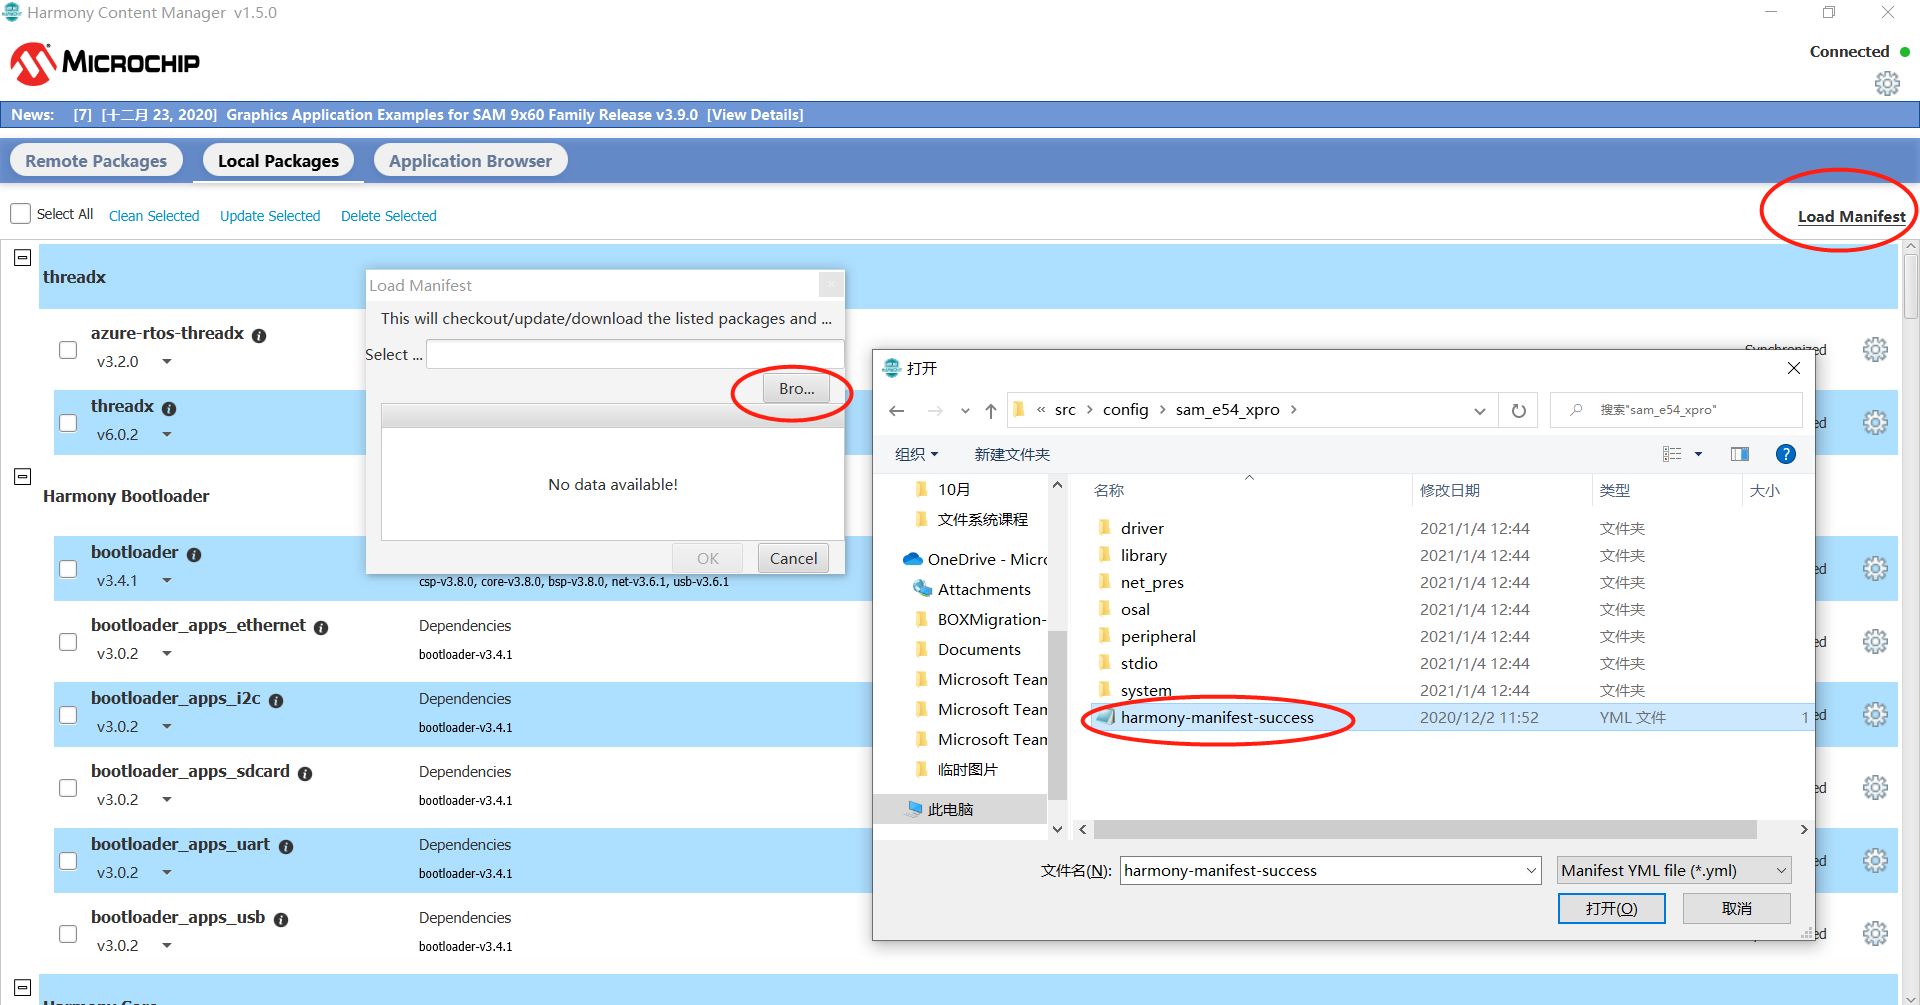 Harmony Content Manager v1.5.0
MICROCHIP
Connected
News: [7] [十二月 23, 2020] Graphics Application Examples for SAM 9x60 Family Release v3.9.0 [View Details]
Remote Packages
Local Packages
Application Browser
Select All
Clean Selected
Update Selected
Delete Selected
Load Manifest
threadx
azure-rtos-threadx
v3.2.0
Synchronized
threadx
v6.0.2
ed
Harmony Bootloader
bootloader
v3.4.1
csp-v3.8.0, core-v3.8.0, bsp-v3.8.0, net-v3.6.1, usb-v3.6.1
ed
bootloader_apps_ethernet
v3.0.2
Dependencies
bootloader-v3.4.1
ed
bootloader_apps_i2c
v3.0.2
Dependencies
bootloader-v3.4.1
ed
bootloader_apps_sdcard
v3.0.2
Dependencies
bootloader-v3.4.1
ed
bootloader_apps_uart
v3.0.2
Dependencies
bootloader-v3.4.1
ed
bootloader_apps_usb
v3.0.2
Dependencies
bootloader-v3.4.1
ed
Load Manifest
This will checkout/update/download the listed packages and ...
Select ...
Bro...
No data available!
OK
Cancel
打开
« src > config > sam_e54_xpro >
搜索"sam_e54_xpro"
组织
新建文件夹
?
10月
文件系统课程
OneDrive - Micro
Attachments
BOXMigration-
Documents
Microsoft Team
Microsoft Team
Microsoft Team
临时图片
此电脑
名称 修改日期 类型 大小
driver 2021/1/4 12:44 文件夹
library 2021/1/4 12:44 文件夹
net_pres 2021/1/4 12:44 文件夹
osal 2021/1/4 12:44 文件夹
peripheral 2021/1/4 12:44 文件夹
stdio 2021/1/4 12:44 文件夹
system 2021/1/4 12:44 文件夹
harmony-manifest-success 2020/12/2 11:52 YML 文件 1
文件名(N): harmony-manifest-success
Manifest YML file (*.yml)
打开(O)
取消